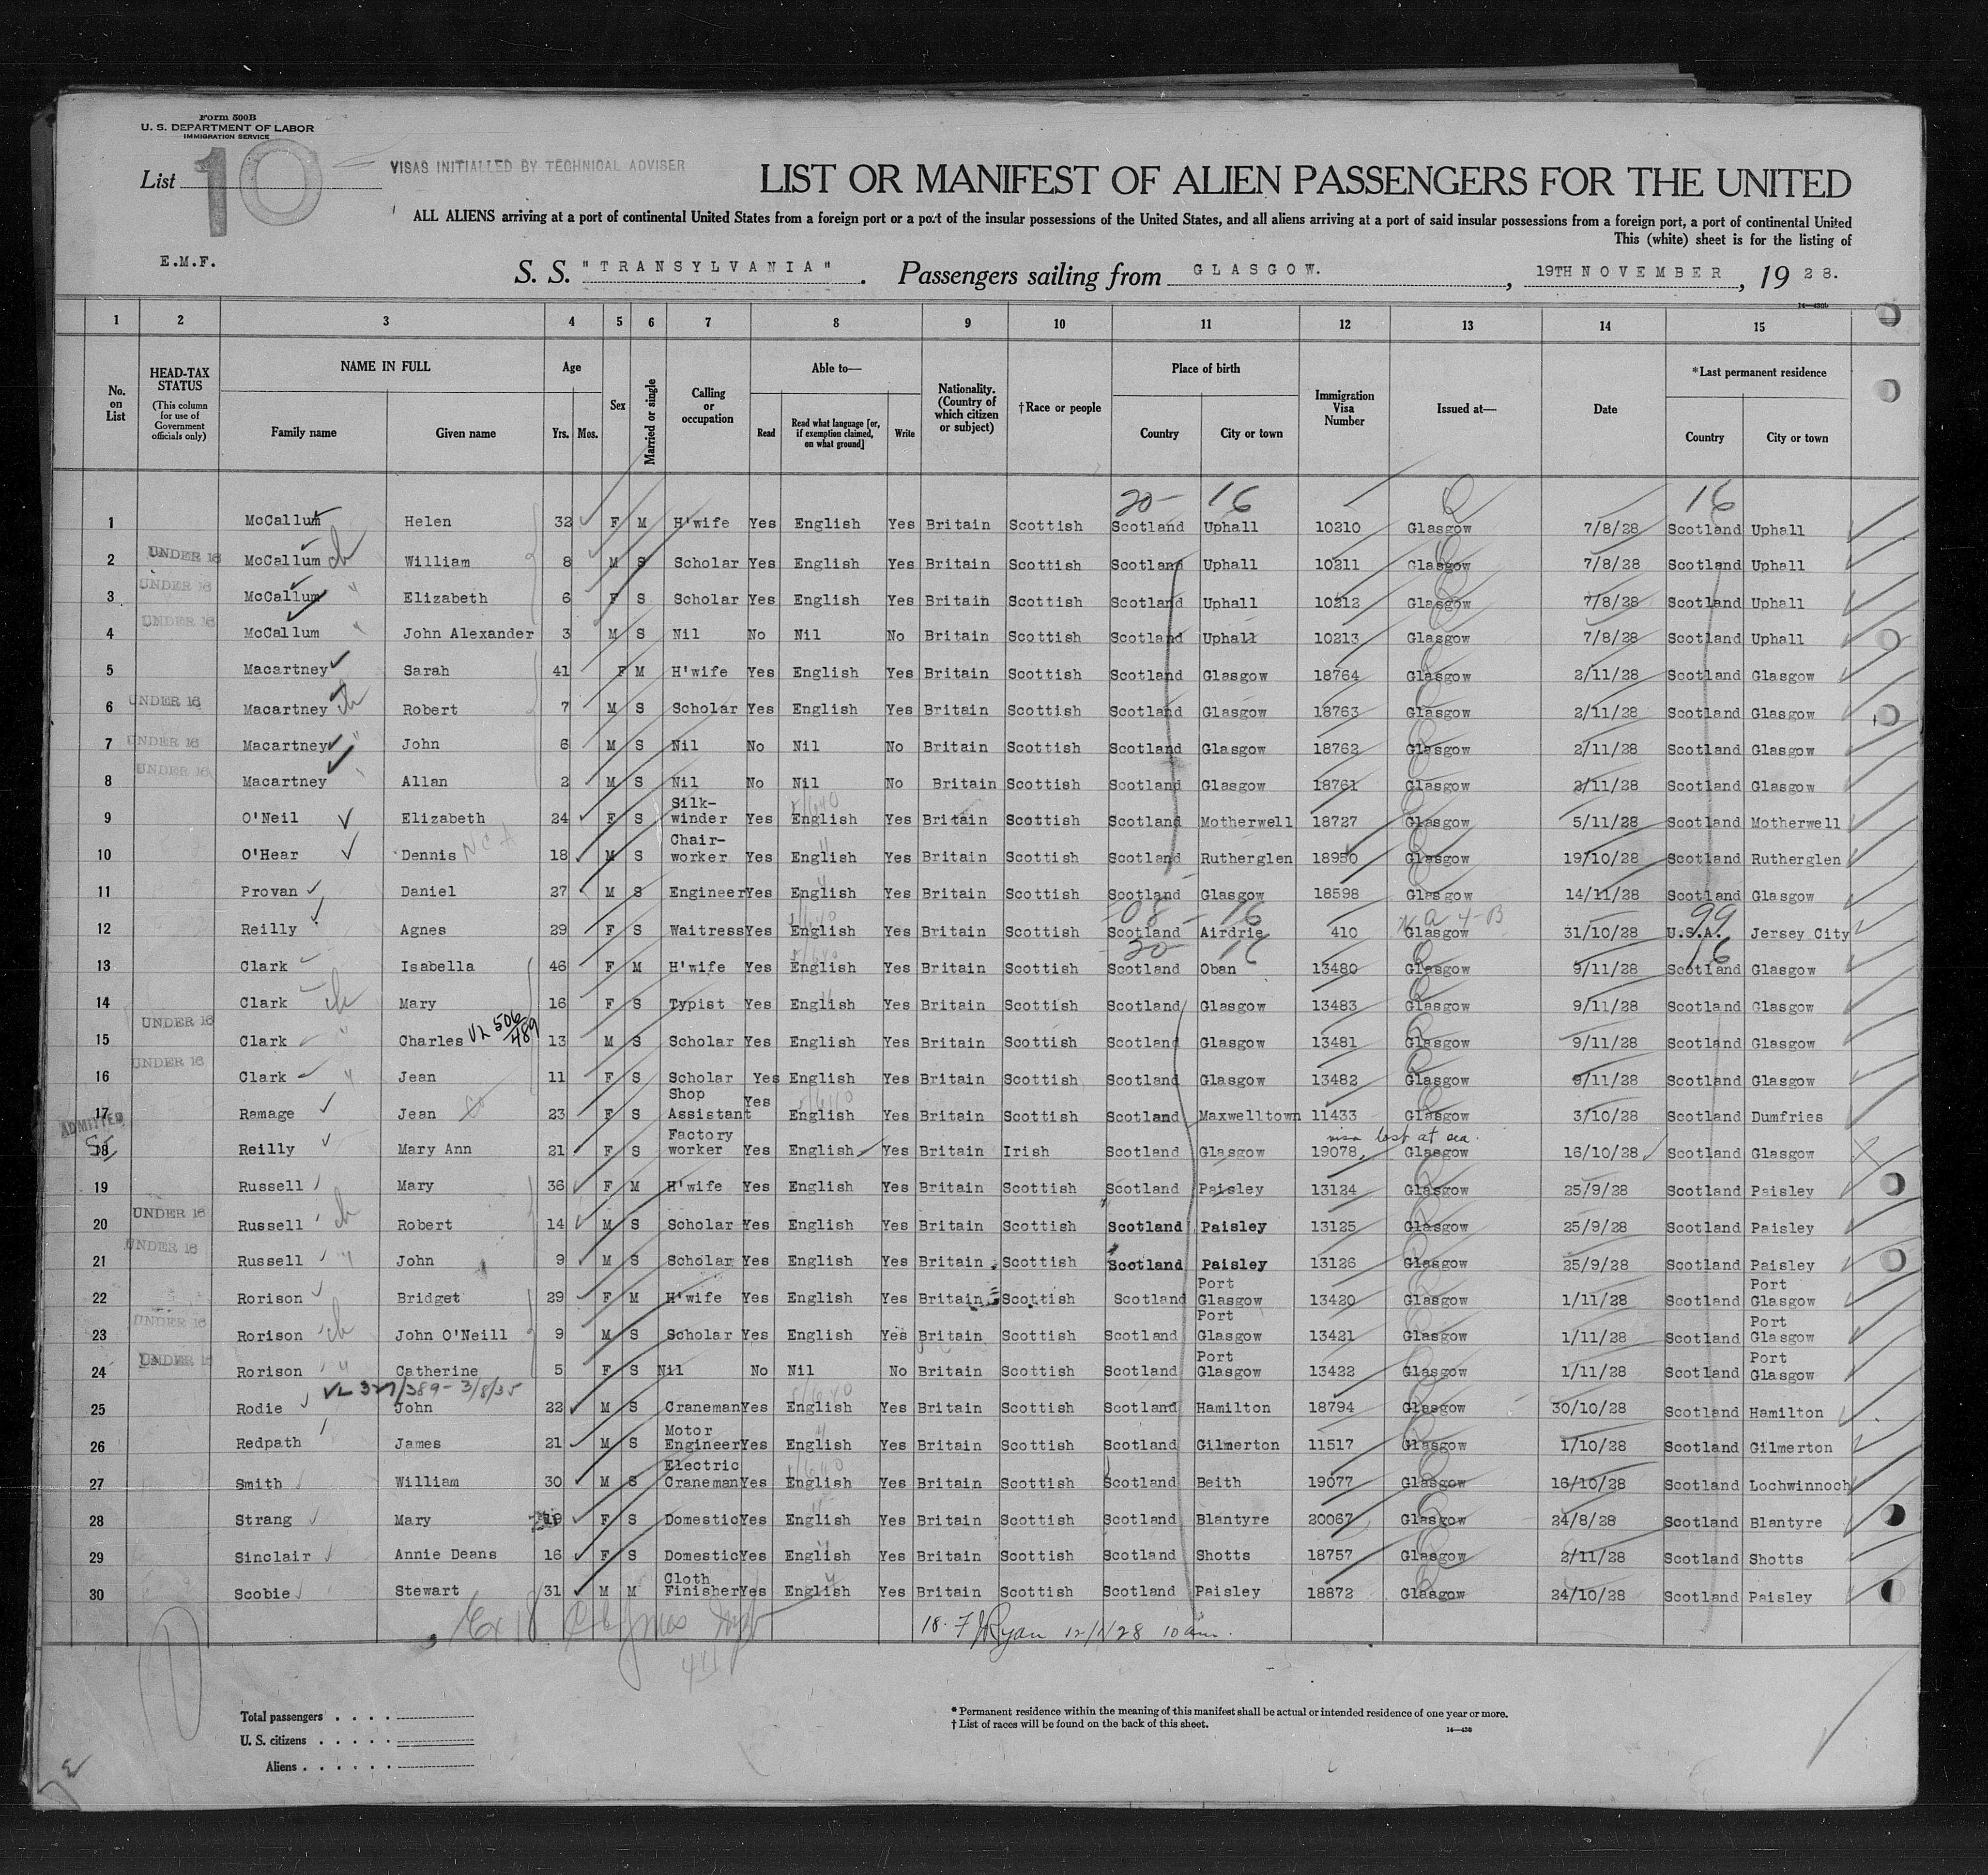 Form 500B
U. S. DEPARTMENT OF LABOR
IMMIGRATION SERVICE
List 10
VISAS INITIALLED BY TECHNICAL ADVISER
LIST OR MANIFEST OF ALIEN PASSENGERS FOR THE UNITED
ALL ALIENS arriving at a port of continental United States from a foreign port or a port of the insular possessions of the United States, and all aliens arriving at a port of said insular possessions from a foreign port, a port of continental United
This (white) sheet is for the listing of
E.M.F.
S. S. "TRANSYLVANIA". Passengers sailing from GLASGOW. , 19TH NOVEMBER , 19 28.
14—430b
1 2 3 4 5 6 7 8 9 10 11 12 13 14 15
No. on List
HEAD-TAX STATUS (This column for use of Government officials only)
NAME IN FULL
Family name Given name
Age
Yrs. Mos.
Sex
Married or single
Calling or occupation
Able to—
Read Read what language [or, if exemption claimed, on what ground] Write
Nationality. (Country of which citizen or subject)
†Race or people
Place of birth
Country City or town
Immigration Visa Number
Issued at—
Date
*Last permanent residence
Country City or town
20- 16 16
1 McCallum Helen 32 F M H'wife Yes English Yes Britain Scottish Scotland Uphall 10210 Glasgow 7/8/28 Scotland Uphall
2 UNDER 16 McCallum William 8 M S Scholar Yes English Yes Britain Scottish Scotland Uphall 10211 Glasgow 7/8/28 Scotland Uphall
3 UNDER 16 McCallum Elizabeth 6 F S Scholar Yes English Yes Britain Scottish Scotland Uphall 10212 Glasgow 7/8/28 Scotland Uphall
4 UNDER 16 McCallum John Alexander 3 M S Nil No Nil No Britain Scottish Scotland Uphall 10213 Glasgow 7/8/28 Scotland Uphall
5 Macartney Sarah 41 F M H'wife Yes English Yes Britain Scottish Scotland Glasgow 18764 Glasgow 2/11/28 Scotland Glasgow
6 UNDER 16 Macartney Robert 7 M S Scholar Yes English Yes Britain Scottish Scotland Glasgow 18763 Glasgow 2/11/28 Scotland Glasgow
7 UNDER 16 Macartney John 6 M S Nil No Nil No Britain Scottish Scotland Glasgow 18762 Glasgow 2/11/28 Scotland Glasgow
8 UNDER 16 Macartney Allan 2 M S Nil No Nil No Britain Scottish Scotland Glasgow 18761 Glasgow 2/11/28 Scotland Glasgow
9 O'Neil Elizabeth 24 F S Silk-winder Yes English Yes Britain Scottish Scotland Motherwell 18727 Glasgow 5/11/28 Scotland Motherwell
10 O'Hear Dennis NCA 18 M S Chair-worker Yes English Yes Britain Scottish Scotland Rutherglen 18950 Glasgow 19/10/28 Scotland Rutherglen
11 Provan Daniel 27 M S Engineer Yes English Yes Britain Scottish Scotland Glasgow 18598 Glasgow 14/11/28 Scotland Glasgow
08 - 16 99
12 Reilly Agnes 29 F S Waitress Yes English Yes Britain Scottish Scotland Airdrie 410 Glasgow 31/10/28 U.S.A. Jersey City
20 16 16
13 Clark Isabella 46 F M H'wife Yes English Yes Britain Scottish Scotland Oban 13480 Glasgow 9/11/28 Scotland Glasgow
14 Clark Mary 16 F S Typist Yes English Yes Britain Scottish Scotland Glasgow 13483 Glasgow 9/11/28 Scotland Glasgow
15 UNDER 16 Clark Charles VL 506/489 13 M S Scholar Yes English Yes Britain Scottish Scotland Glasgow 13481 Glasgow 9/11/28 Scotland Glasgow
16 UNDER 16 Clark Jean 11 F S Scholar Yes English Yes Britain Scottish Scotland Glasgow 13482 Glasgow 9/11/28 Scotland Glasgow
17 Ramage Jean 23 F S Shop Assistant Yes English Yes Britain Scottish Scotland Maxwelltown 11433 Glasgow 3/10/28 Scotland Dumfries
ADMITTED visa lost at sea.
18 Reilly Mary Ann 21 F S Factory worker Yes English Yes Britain Irish Scotland Glasgow 19078 Glasgow 16/10/28 Scotland Glasgow
19 Russell Mary 36 F M H'wife Yes English Yes Britain Scottish Scotland Paisley 13124 Glasgow 25/9/28 Scotland Paisley
20 UNDER 16 Russell Robert 14 M S Scholar Yes English Yes Britain Scottish Scotland Paisley 13125 Glasgow 25/9/28 Scotland Paisley
21 UNDER 16 Russell John 9 M S Scholar Yes English Yes Britain Scottish Scotland Paisley 13126 Glasgow 25/9/28 Scotland Paisley
22 Rorison Bridget 29 F M H'wife Yes English Yes Britain Scottish Scotland Port Glasgow 13420 Glasgow 1/11/28 Scotland Port Glasgow
23 UNDER 16 Rorison John O'Neill 9 M S Scholar Yes English Yes Britain Scottish Scotland Port Glasgow 13421 Glasgow 1/11/28 Scotland Port Glasgow
24 UNDER 16 Rorison Catherine 5 F S Nil No Nil No Britain Scottish Scotland Port Glasgow 13422 Glasgow 1/11/28 Scotland Port Glasgow
VL 327/389 - 3/8/35
25 Rodie John 22 M S Craneman Yes English Yes Britain Scottish Scotland Hamilton 18794 Glasgow 30/10/28 Scotland Hamilton
26 Redpath James 21 M S Motor Engineer Yes English Yes Britain Scottish Scotland Gilmerton 11517 Glasgow 1/10/28 Scotland Gilmerton
27 Smith William 30 M S Electric Craneman Yes English Yes Britain Scottish Scotland Beith 19077 Glasgow 16/10/28 Scotland Lochwinnoch
28 Strang Mary 19 F S Domestic Yes English Yes Britain Scottish Scotland Blantyre 20067 Glasgow 24/8/28 Scotland Blantyre
29 Sinclair Annie Deans 16 F S Domestic Yes English Yes Britain Scottish Scotland Shotts 18757 Glasgow 2/11/28 Scotland Shotts
30 Scobie Stewart 31 M M Cloth Finisher Yes English Yes Britain Scottish Scotland Paisley 18872 Glasgow 24/10/28 Scotland Paisley
18. F J Ryan 12/1/28 10 am.
Total passengers . . . .
U. S. citizens . . . . .
Aliens . . . . . .
* Permanent residence within the meaning of this manifest shall be actual or intended residence of one year or more.
† List of races will be found on the back of this sheet.
14—430